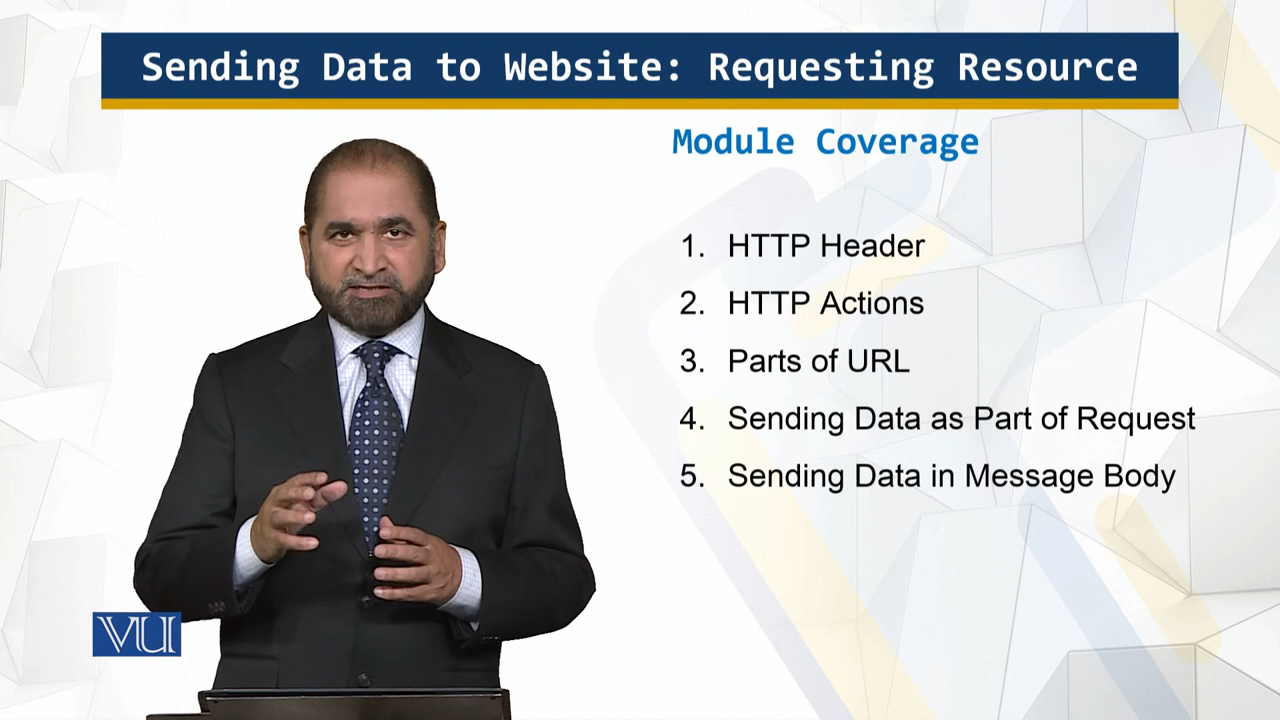 Sending Data to Website: Requesting Resource
Module Coverage
1. HTTP Header
2. HTTP Actions
3. Parts of URL
4. Sending Data as Part of Request
5. Sending Data in Message Body
VU